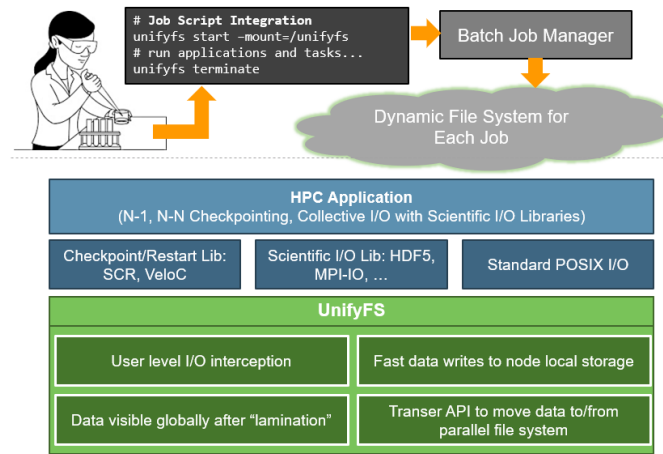 # Job Script Integration
unifyfs start –mount=/unifyfs
# run applications and tasks...
unifyfs terminate
Batch Job Manager
Dynamic File System for
Each Job
HPC Application
(N-1, N-N Checkpointing, Collective I/O with Scientific I/O Libraries)
Checkpoint/Restart Lib:
SCR, VeloC
Scientific I/O Lib: HDF5,
MPI-IO, …
Standard POSIX I/O
UnifyFS
User level I/O interception
Fast data writes to node local storage
Data visible globally after “lamination”
Transer API to move data to/from
parallel file system